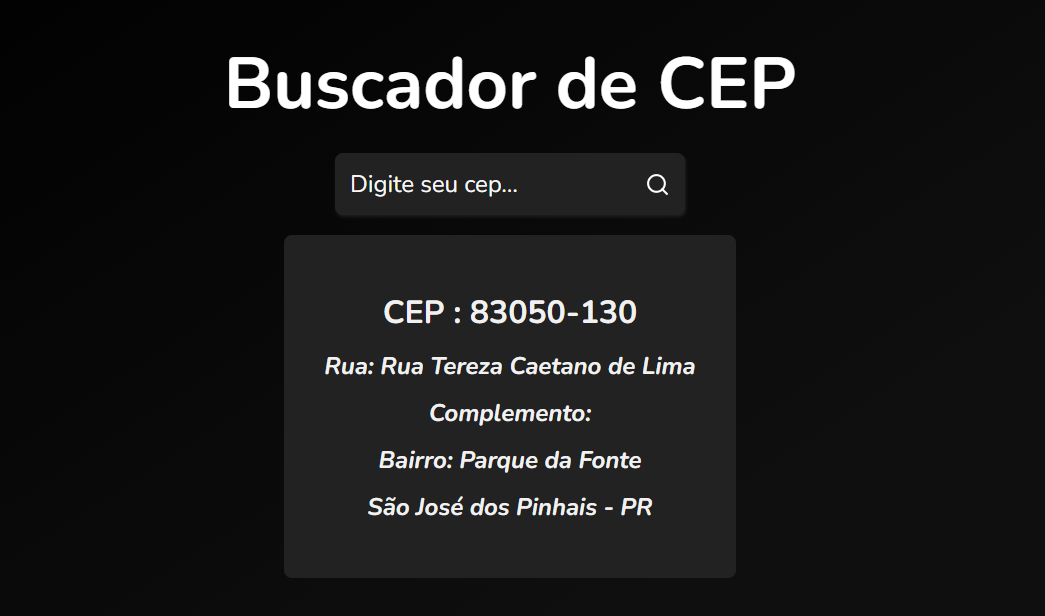 Buscador de CEP
Digite seu cep...
CEP : 83050-130
Rua: Rua Tereza Caetano de Lima
Complemento:
Bairro: Parque da Fonte
São José dos Pinhais - PR